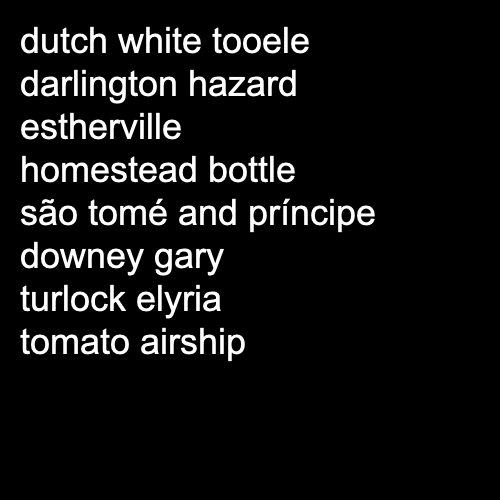 dutch white tooele
darlington hazard
estherville
homestead bottle
são tomé and príncipe
downey gary
turlock elyria
tomato airship